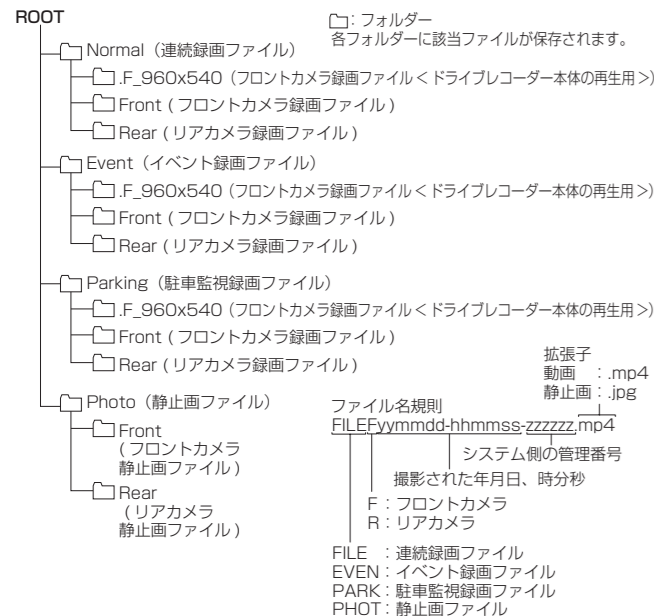 ROOT
：フォルダー
各フォルダーに該当ファイルが保存されます。
Normal（連続録画ファイル）
.F_960x540（フロントカメラ録画ファイル＜ドライブレコーダー本体の再生用＞）
Front ( フロントカメラ録画ファイル )
Rear ( リアカメラ録画ファイル )
Event（イベント録画ファイル）
.F_960x540（フロントカメラ録画ファイル＜ドライブレコーダー本体の再生用＞）
Front ( フロントカメラ録画ファイル )
Rear ( リアカメラ録画ファイル )
Parking（駐車監視録画ファイル）
.F_960x540（フロントカメラ録画ファイル＜ドライブレコーダー本体の再生用＞）
Front ( フロントカメラ録画ファイル )
Rear ( リアカメラ録画ファイル )
Photo（静止画ファイル）
Front
( フロントカメラ
静止画ファイル )
Rear
( リアカメラ
静止画ファイル )
拡張子
動画　：.mp4
静止画：.jpg
ファイル名規則
FILEFyymmdd-hhmmss-zzzzzz.mp4
システム側の管理番号
撮影された年月日、時分秒
F：フロントカメラ
R：リアカメラ
FILE　：連続録画ファイル
EVEN：イベント録画ファイル
PARK：駐車監視録画ファイル
PHOT：静止画ファイル